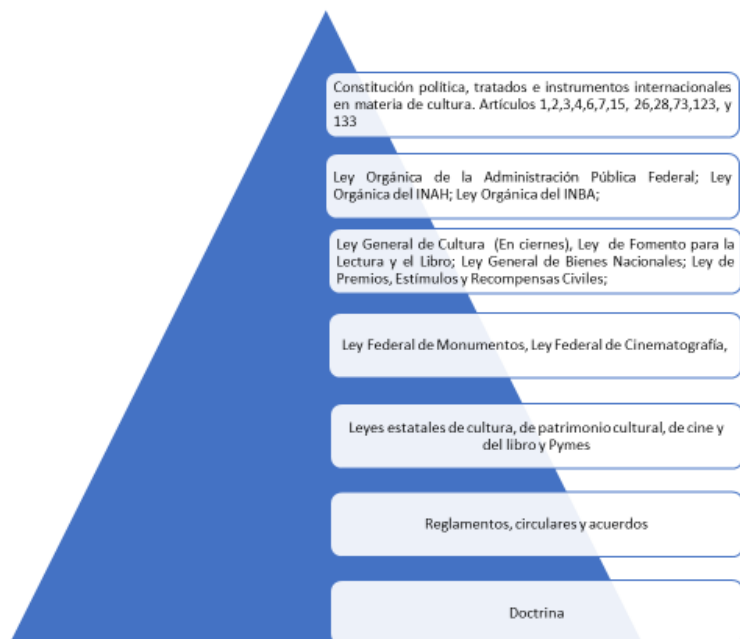 Constitución política, tratados e instrumentos internacionales
en materia de cultura. Artículos 1,2,3,4,6,7,15, 26,28,73,123, y
133
Ley Orgánica de la Administración Pública Federal; Ley
Orgánica del INAH; Ley Orgánica del INBA;
Ley General de Cultura (En ciernes), Ley de Fomento para la
Lectura y el Libro; Ley General de Bienes Nacionales; Ley de
Premios, Estímulos y Recompensas Civiles;
Ley Federal de Monumentos, Ley Federal de Cinematografía,
Leyes estatales de cultura, de patrimonio cultural, de cine y
del libro y Pymes
Reglamentos, circulares y acuerdos
Doctrina